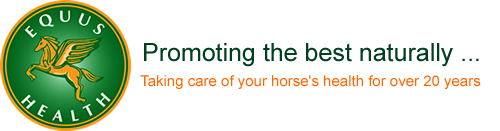 EQUUS
HEALTH
Promoting the best naturally ...
Taking care of your horse's health for over 20 years